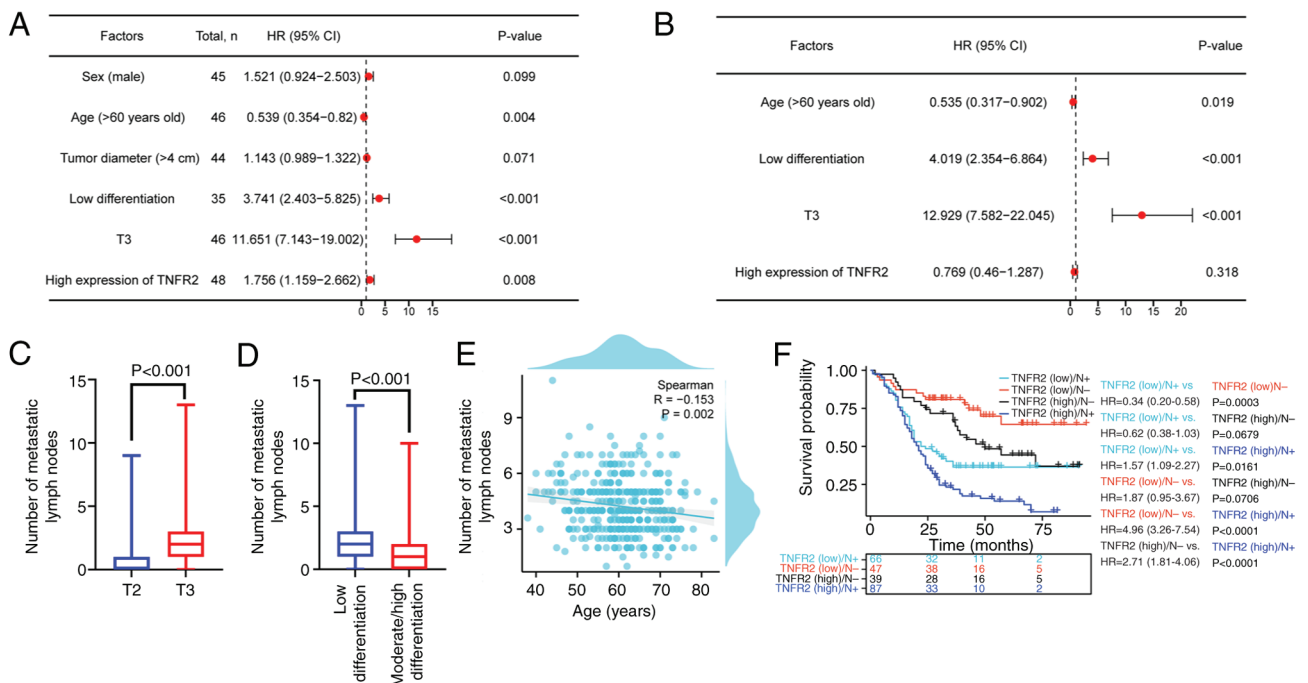 A
Factors Total, n HR (95% CI) P-value
Sex (male) 45 1.521 (0.924−2.503) 0.099
Age (>60 years old) 46 0.539 (0.354−0.82) 0.004
Tumor diameter (>4 cm) 44 1.143 (0.989−1.322) 0.071
Low differentiation 35 3.741 (2.403−5.825) <0.001
T3 46 11.651 (7.143−19.002) <0.001
High expression of TNFR2 48 1.756 (1.159−2.662) 0.008
0 5 10 15
B
Factors HR (95% CI) P-value
Age (>60 years old) 0.535 (0.317−0.902) 0.019
Low differentiation 4.019 (2.354−6.864) <0.001
T3 12.929 (7.582−22.045) <0.001
High expression of TNFR2 0.769 (0.46−1.287) 0.318
0 5 10 15 20
C
Number of metastatic
lymph nodes
15
10
5
0
P<0.001
T2 T3
D
Number of metastatic
lymph nodes
15
10
5
0
P<0.001
Low
differentiation
Moderate/high
differentiation
E
Number of metastatic
lymph nodes
9
6
3
Spearman
R = −0.153
P = 0.002
40 50 60 70 80
Age (years)
F
Survival probability
1.00
0.75
0.50
0.25
TNFR2 (low)/N+
TNFR2 (low)/N−
TNFR2 (high)/N−
TNFR2 (high)/N+
0 25 50 75
Time (months)
TNFR2 (low)/N+ vs TNFR2 (low)N−
HR=0.34 (0.20-0.58) P=0.0003
TNFR2 (low)/N+ vs. TNFR2 (high)/N−
HR=0.62 (0.38-1.03) P=0.0679
TNFR2 (low)/N+ vs. TNFR2 (high)/N+
HR=1.57 (1.09-2.27) P=0.0161
TNFR2 (low)/N− vs. TNFR2 (high)/N−
HR=1.87 (0.95-3.67) P=0.0706
TNFR2 (low)/N− vs. TNFR2 (high)/N+
HR=4.96 (3.26-7.54) P<0.0001
TNFR2 (high)/N− vs. TNFR2 (high)/N+
HR=2.71 (1.81-4.06) P<0.0001
TNFR2 (low)/N+ 66 32 11 2
TNFR2 (low)/N− 47 38 16 5
TNFR2 (high)/N− 39 28 16 5
TNFR2 (high)/N+ 87 33 10 2